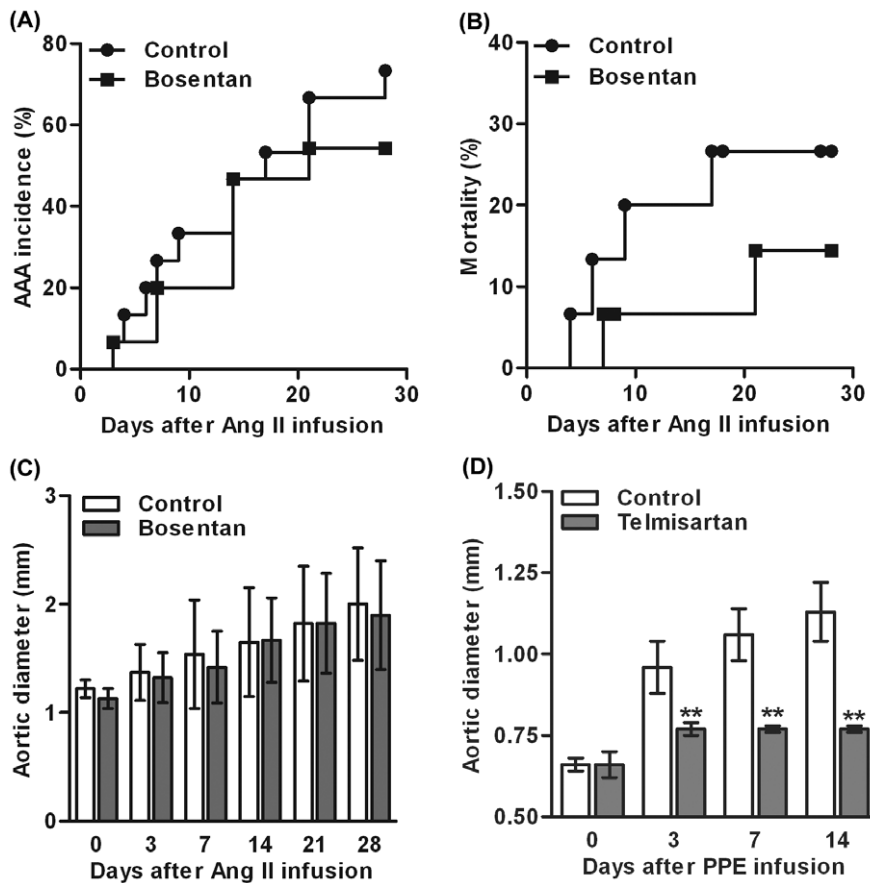 (A)
80
60
40
20
0
AAA incidence (%)
Control
Bosentan
0 10 20 30
Days after Ang II infusion
(B)
40
30
20
10
0
Mortality (%)
Control
Bosentan
0 10 20 30
Days after Ang II infusion
(C)
3
2
1
0
Aortic diameter (mm)
Control
Bosentan
0 3 7 14 21 28
Days after Ang II infusion
(D)
1.50
1.25
1.00
0.75
0.50
Aortic diameter (mm)
Control
Telmisartan
** ** **
0 3 7 14
Days after PPE infusion